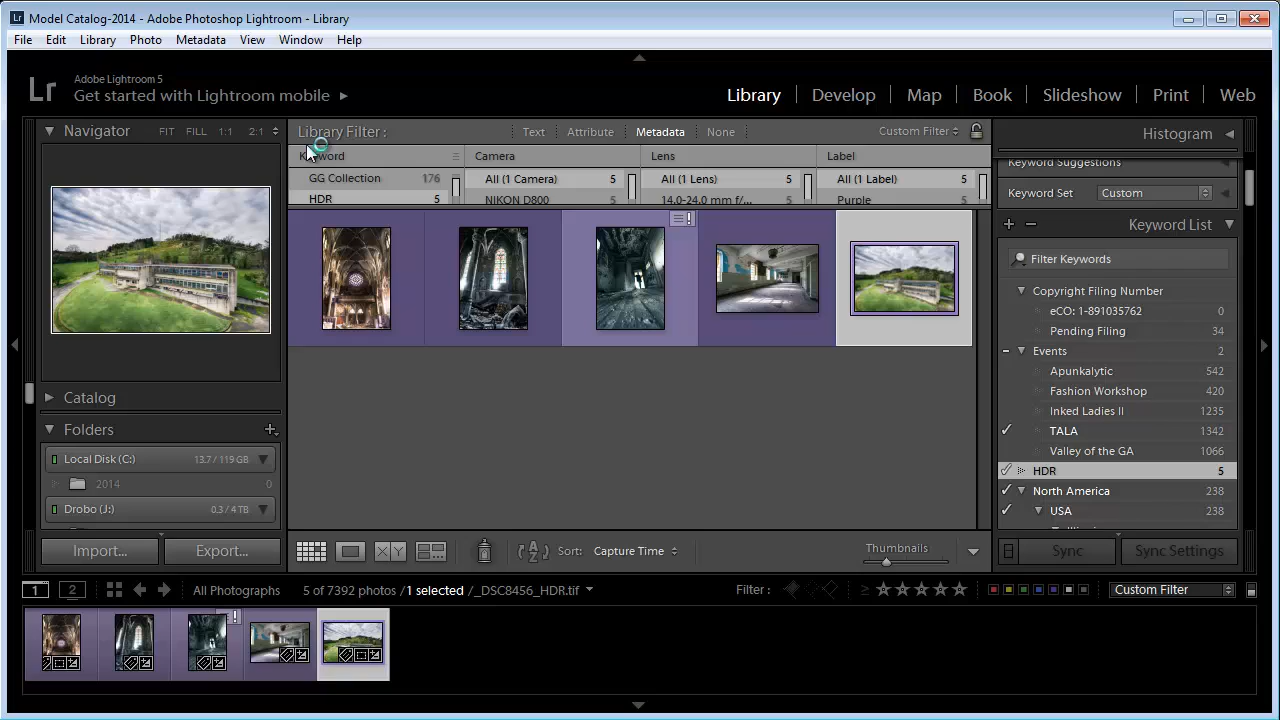 Model Catalog-2014 - Adobe Photoshop Lightroom - Library
File Edit Library Photo Metadata View Window Help
Lr
Adobe Lightroom 5
Get started with Lightroom mobile
Library Develop Map Book Slideshow Print Web
Navigator FIT FILL 1:1 2:1
Library Filter : Text Attribute Metadata None Custom Filter
Histogram
Keyword Camera Lens Label
GG Collection 176 All (1 Camera) 5 All (1 Lens) 5 All (1 Label) 5
HDR 5 NIKON D800 5 14.0-24.0 mm f/... 5 Purple 5
Keyword Suggestions
Keyword Set Custom
Keyword List
Filter Keywords
Copyright Filing Number
eCO: 1-891035762 0
Pending Filing 34
Events 2
Apunkalytic 542
Fashion Workshop 420
Inked Ladies II 1235
TALA 1342
Valley of the GA 1066
HDR 5
North America 238
USA 238
Catalog
Folders
Local Disk (C:) 13.7 / 119 GB
2014 0
Drobo (J:) 0.3 / 4 TB
Import... Export...
X Y
A Z
Sort: Capture Time
Thumbnails
Sync Sync Settings
1 2 All Photographs 5 of 7392 photos / 1 selected / _DSC8456_HDR.tif Filter : ≥ Custom Filter